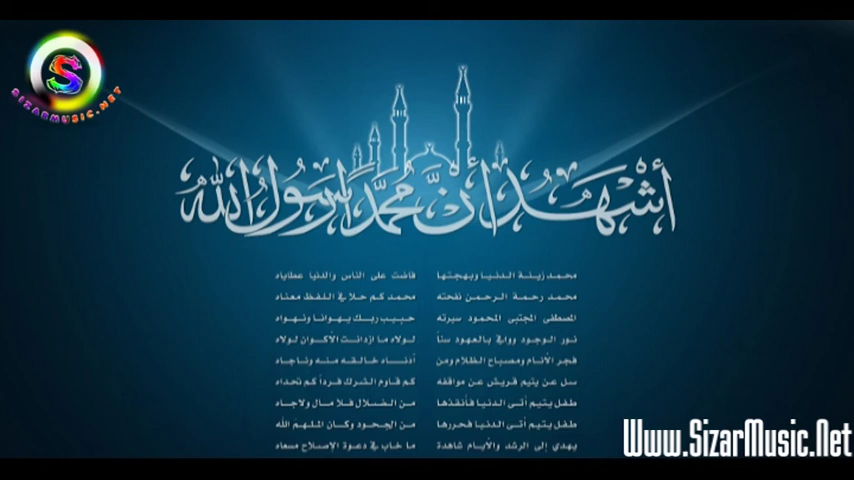 SIZARMUSIC.NET
أشهد أن محمداً رسول الله
محمد زينة الدنيا وبهجتها فاضت على الناس والدنيا عطاياه
محمد رحمة الرحمن نفحته محمد كم حلا في اللفظ معناه
المصطفى المجتبى المحمود سيرته حبيب ربك يهوانا ونهواه
نور الوجود ووافي بالعهود سناً لولاه ما ازدانت الأكوان لولاه
فجر الأنام ومصباح الظلام ومن أدناه خالقه منه وناجاه
سل عن يتيم قريش عن مواقفه كم قاوم الشرك فرداً كم تحداه
طفل يتيم أتى الدنيا فأنقذها من الضلال فلا مال ولاجاه
طفل يتيم أتى الدنيا فحررها من الجحود وكان الملهم الله
يهدي إلى الرشد والأيام شاهدة ما خاب في دعوة الإصلاح مسعاه
Www.SizarMusic.Net